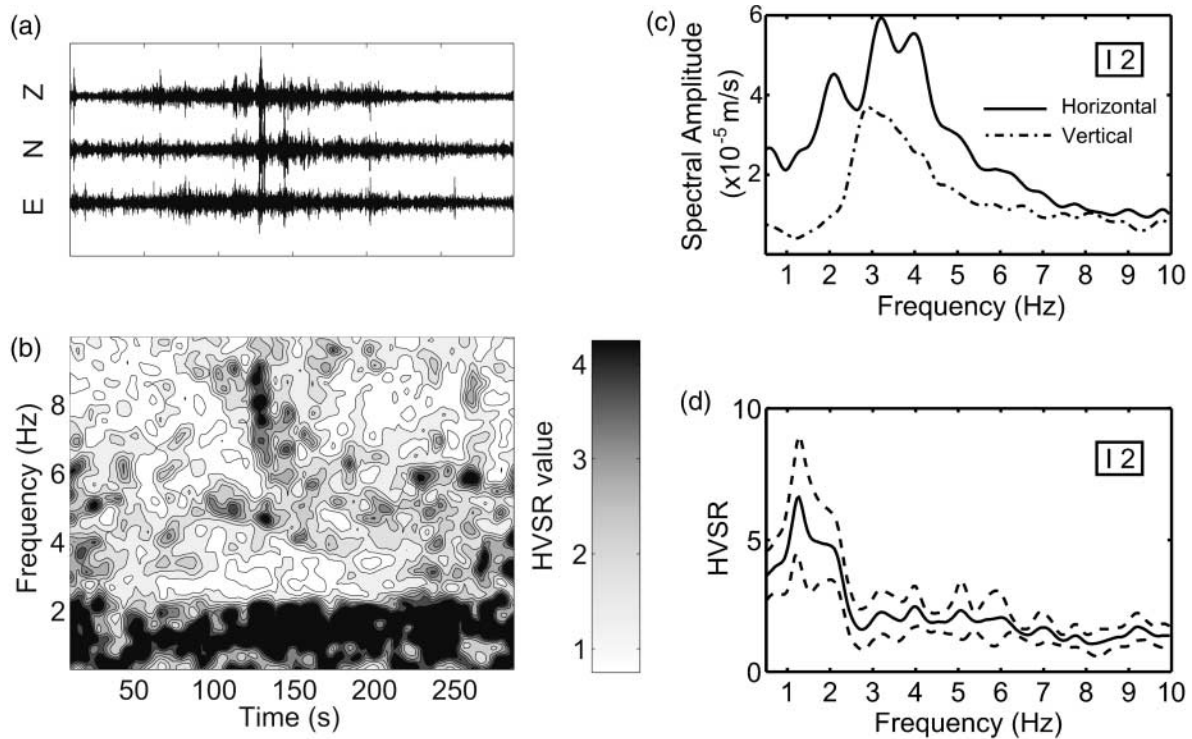 (a)
Z
N
E
(b)
Frequency (Hz)
8
6
4
2
50 100 150 200 250
Time (s)
HVSR value
4
3
2
1
(c)
Spectral Amplitude
(x10-5 m/s)
6
4
2
I 2
Horizontal
Vertical
1 2 3 4 5 6 7 8 9 10
Frequency (Hz)
(d)
HVSR
10
5
0
I 2
1 2 3 4 5 6 7 8 9 10
Frequency (Hz)